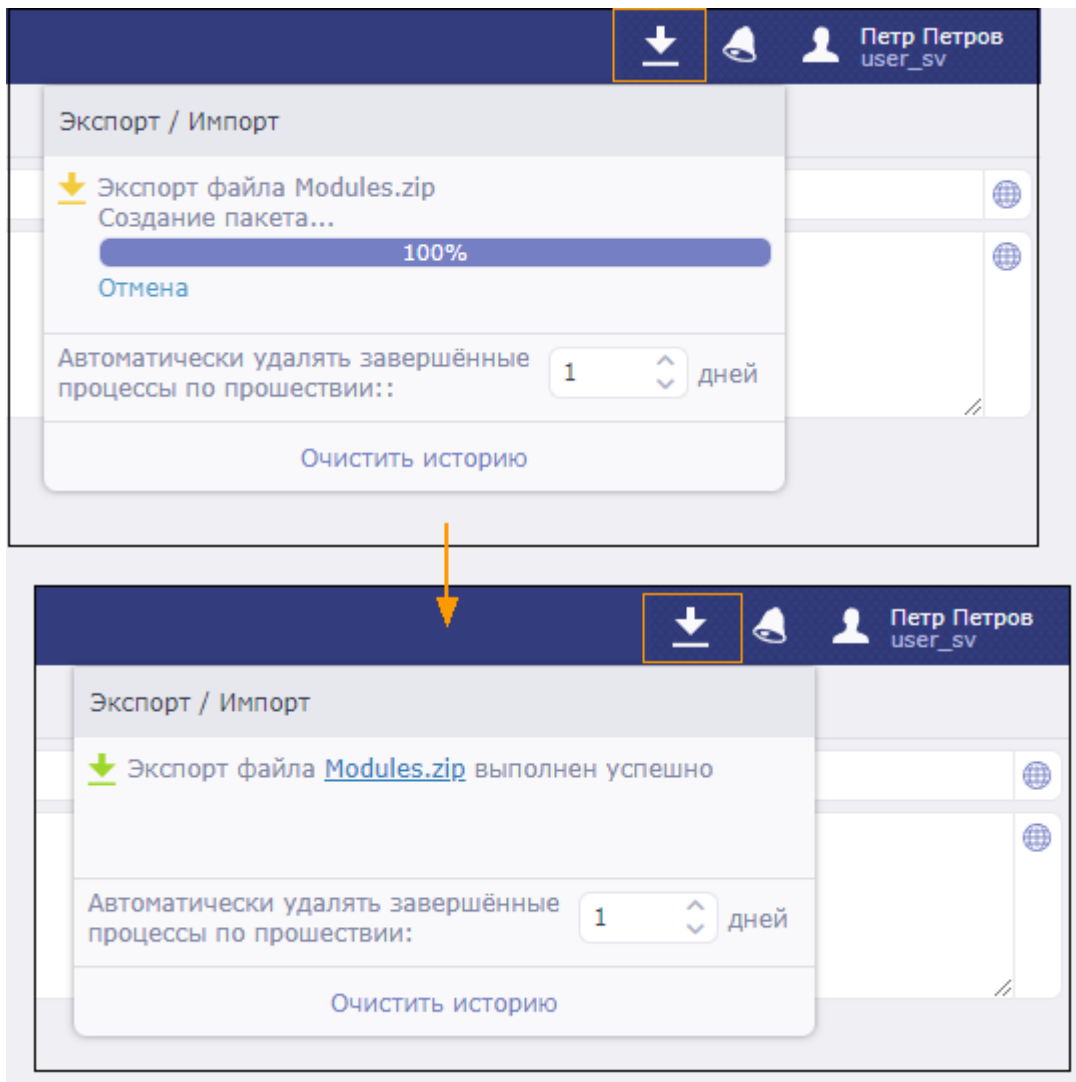 Петр Петров
user_sv
Экспорт / Импорт
Экспорт файла Modules.zip
Создание пакета...
100%
Отмена
Автоматически удалять завершённые
процессы по прошествии::
1
дней
Очистить историю
Петр Петров
user_sv
Экспорт / Импорт
Экспорт файла Modules.zip выполнен успешно
Автоматически удалять завершённые
процессы по прошествии:
1
дней
Очистить историю